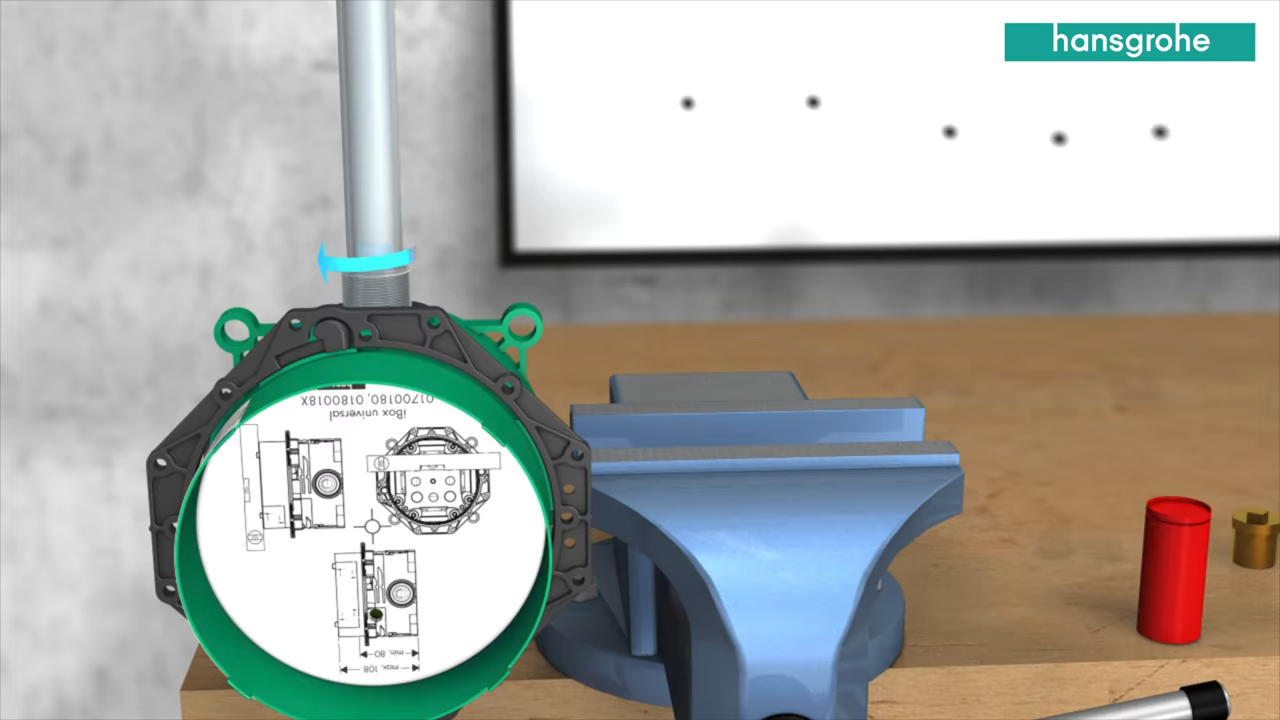 hansgrohe
01700180, 0180018X
iBox universal
min. 80
max. 108